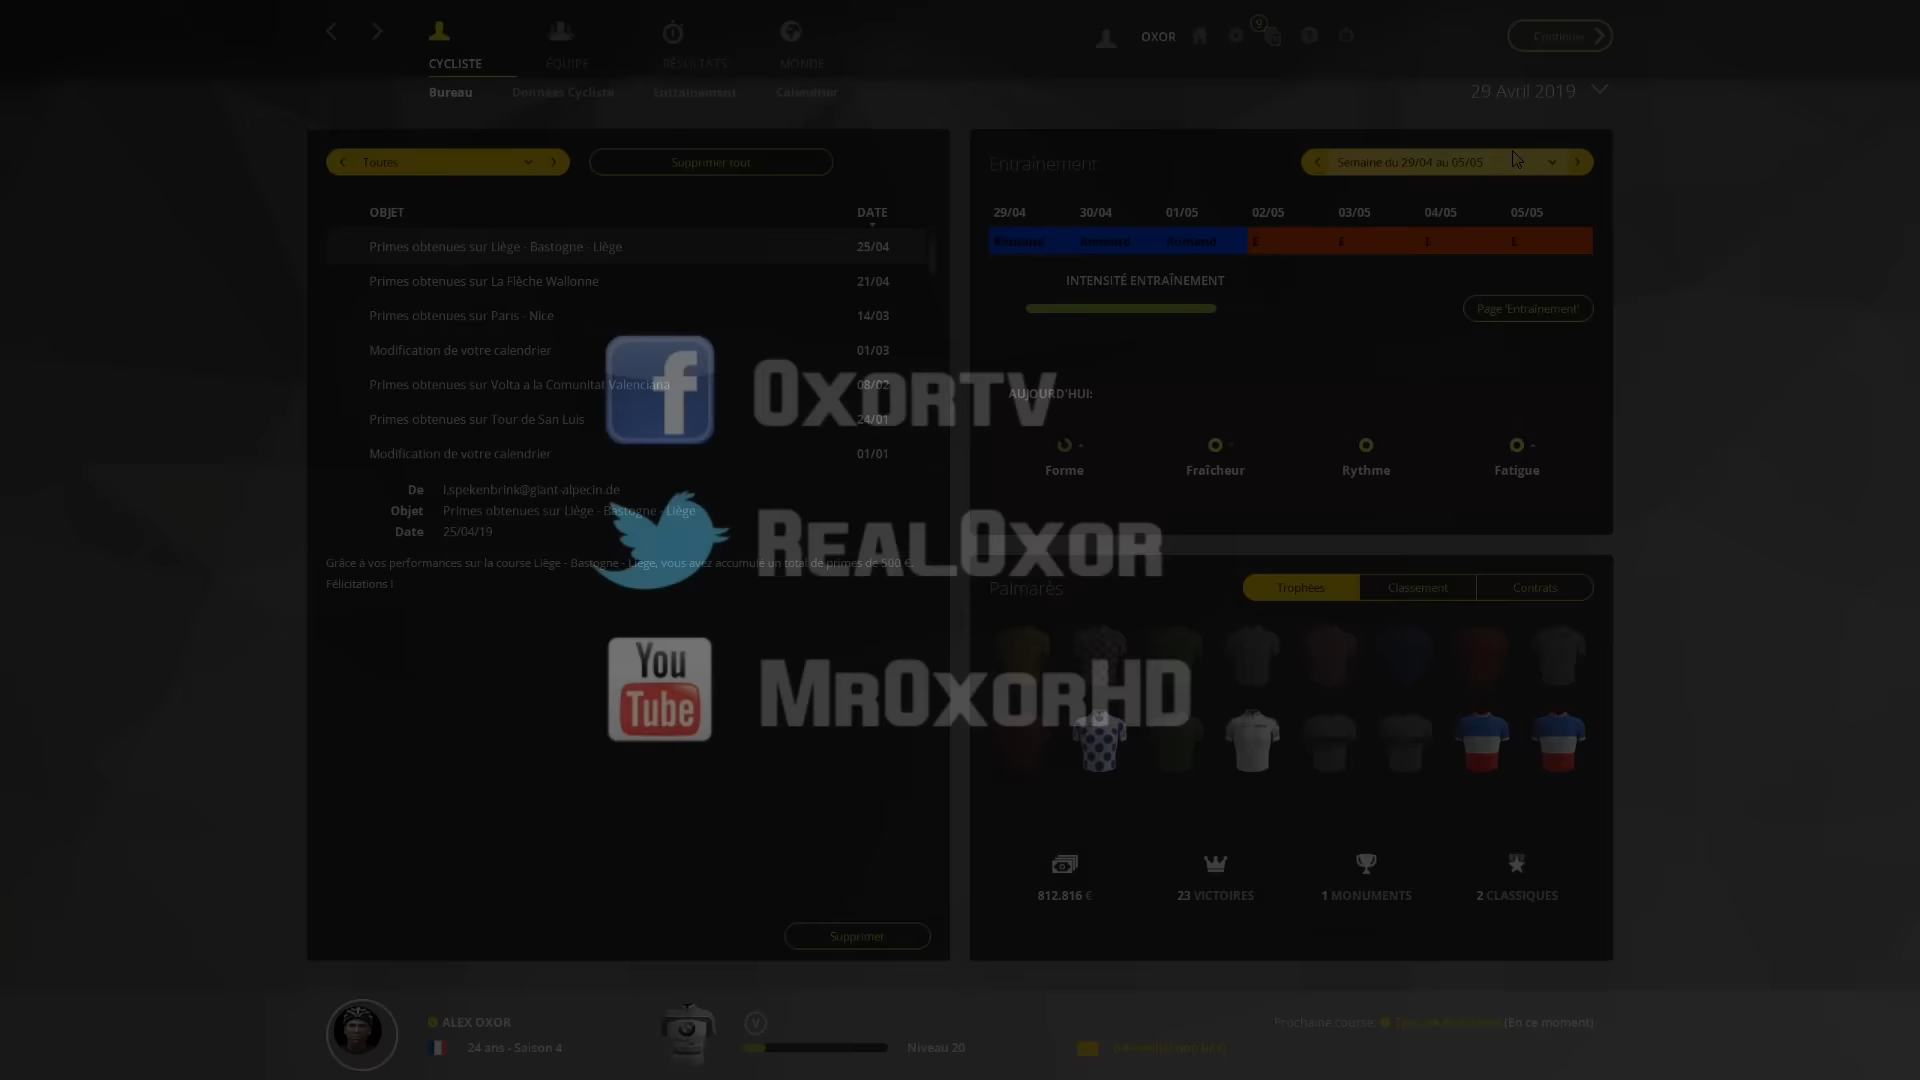 CYCLISTE
ÉQUIPE
RÉSULTATS
MONDE
OXOR
9
Continuer
Bureau
Données Cycliste
Entraînement
Calendrier
29 Avril 2019
Toutes
Supprimer tout
OBJET
DATE
Primes obtenues sur Liège - Bastogne - Liège
25/04
Primes obtenues sur La Flèche Wallonne
21/04
Primes obtenues sur Paris - Nice
14/03
Modification de votre calendrier
01/03
Primes obtenues sur Volta a la Comunitat Valenciana
08/02
Primes obtenues sur Tour de San Luis
24/01
Modification de votre calendrier
01/01
De
i.spekenbrink@giant-alpecin.de
Objet
Primes obtenues sur Liège - Bastogne - Liège
Date
25/04/19
Grâce à vos performances sur la course Liège - Bastogne - Liège, vous avez accumulé un total de primes de 500 €.
Félicitations !
Supprimer
Entraînement
Semaine du 29/04 au 05/05
29/04
30/04
01/05
02/05
03/05
04/05
05/05
Romand
Romand
Romand
E
E
E
E
INTENSITÉ ENTRAÎNEMENT
Page 'Entraînement'
AUJOURD'HUI:
Forme
Fraîcheur
Rythme
Fatigue
Palmarès
Trophées
Classement
Contrats
812.816 €
23 VICTOIRES
1 MONUMENTS
2 CLASSIQUES
f
OxorTV
RealOxor
You
Tube
MrOxorHD
ALEX OXOR
24 ans - Saison 4
V
Niveau 20
Prochaine course:
(En ce moment)